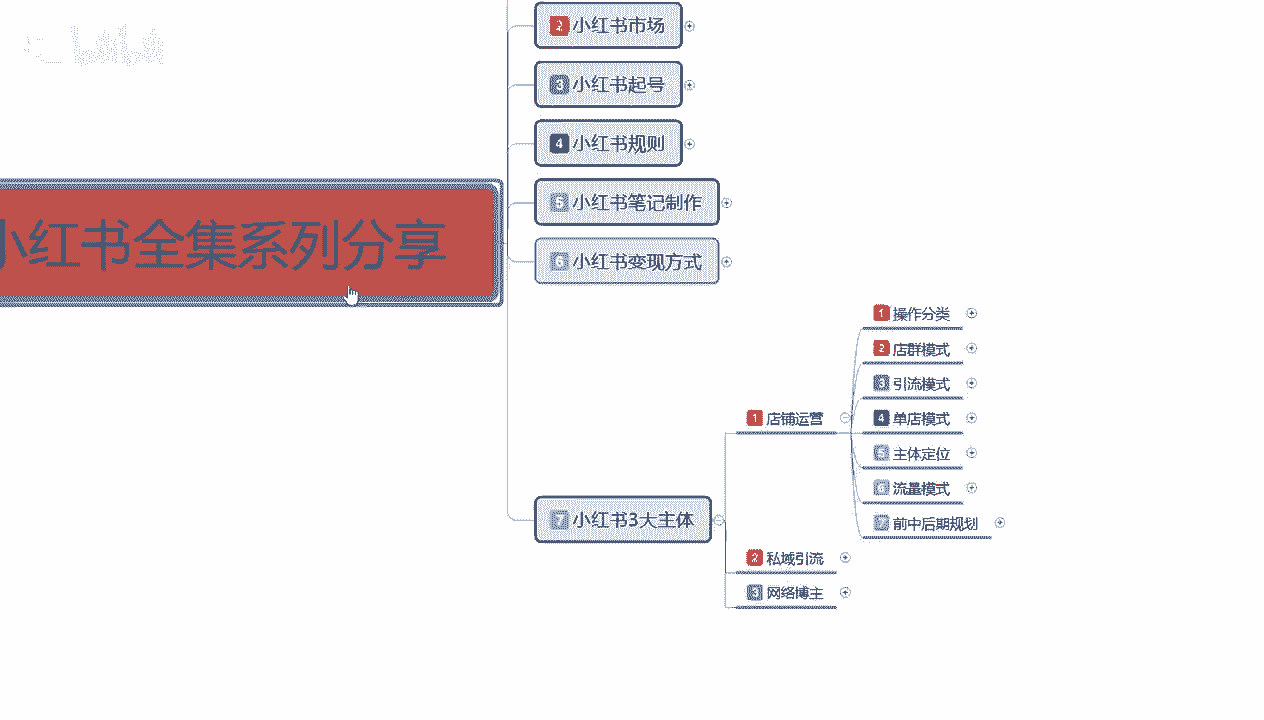 2 小红书市场
3 小红书起号
4 小红书规则
5 小红书笔记制作
小红书全集系列分享
6 小红书变现方式
7 小红书3大主体
1 店铺运营
1 操作分类
2 店群模式
3 引流模式
4 单店模式
5 主体定位
6 流量模式
7 前中后期规划
2 私域引流
3 网络博主